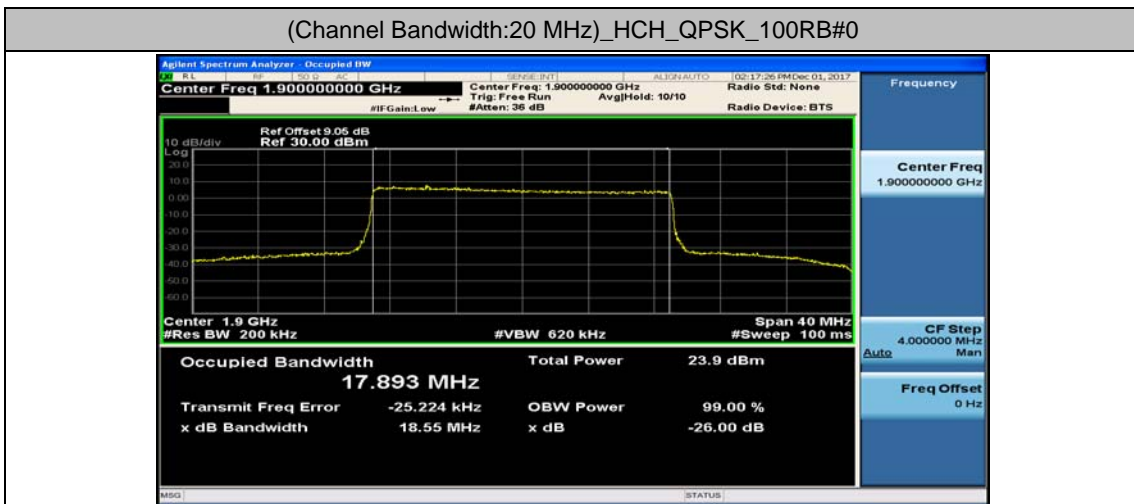 (Channel Bandwidth:20 MHz)_HCH_QPSK_100RB#0
Agilent Spectrum Analyzer - Occupied BW
RL RF 50 Ω AC SENSE:INT ALIGN AUTO 02:17:26 PM Dec 01, 2017
Center Freq 1.900000000 GHz
Center Freq: 1.900000000 GHz
Radio Std: None
Trig: Free Run Avg|Hold: 10/10
#IFGain:Low #Atten: 36 dB Radio Device: BTS
Ref Offset 9.05 dB
10 dB/div Ref 30.00 dBm
Log
20.0
10.0
0.00
-10.0
-20.0
-30.0
-40.0
-50.0
-60.0
Center 1.9 GHz Span 40 MHz
#Res BW 200 kHz #VBW 620 kHz #Sweep 100 ms
Occupied Bandwidth Total Power 23.9 dBm
17.893 MHz
Transmit Freq Error -25.224 kHz OBW Power 99.00 %
x dB Bandwidth 18.55 MHz x dB -26.00 dB
MSG STATUS
Frequency
Center Freq
1.900000000 GHz
CF Step
4.000000 MHz
Auto Man
Freq Offset
0 Hz